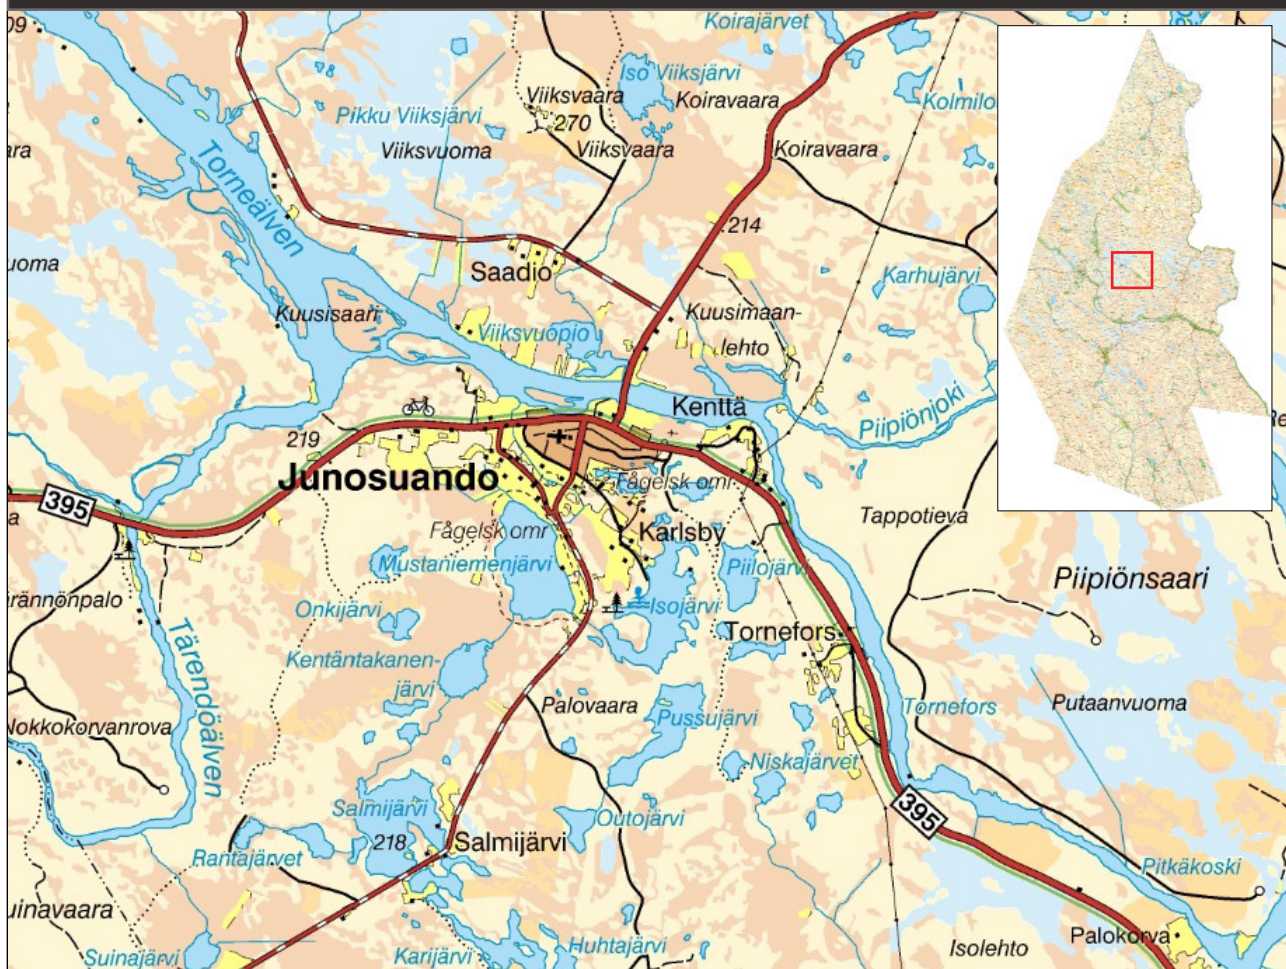 09
Koirajärvet
Iso Viiksjärvi
Viiksvaara
Koiravaara
Kolmilo
Pikku Viiksjärvi
270
ara
Viiksvuoma
Viiksvaara
Koiravaara
Torneälven
214
uoma
Saadio
Karhujärvi
Kuusisaari
Kuusimaan-
lehto
Viiksvuopio
Kenttä
Piipiönjoki
219
Junosuando
Fågelsk omr
395
a
Tappotieva
Fågelsk omr
Karlsby
Mustaniemenjärvi
Piilojärvi
Piipiönsaari
ärännönpalo
Onkijärvi
Isojärvi
Tärendöälven
Tornefors
Kentäntakanen-
järvi
Palovaara
Tornefors
Putaanvuoma
Nokkokorvanrova
Pussujärvi
Niskajärvet
Salmijärvi
Outojärvi
395
218
Salmijärvi
Rantajärvet
Pitkäkoski
uinavaara
Palokorva
Suinajärvi
Karijärvi
Huhtajärvi
Isolehto